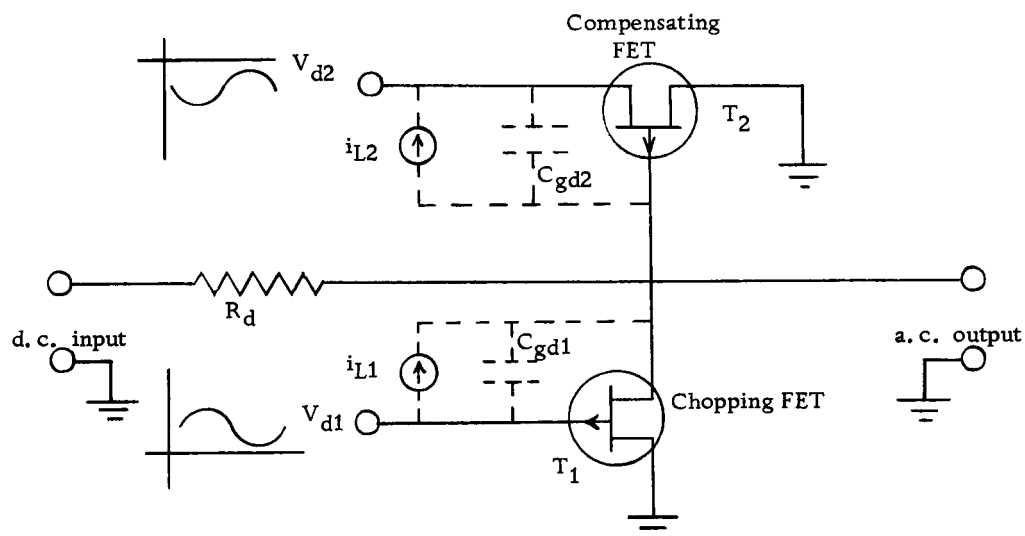 Compensating
FET
V_d2
T_2
i_L2
C_gd2
R_d
d.c. input
a.c. output
C_gd1
i_L1
V_d1
Chopping FET
T_1